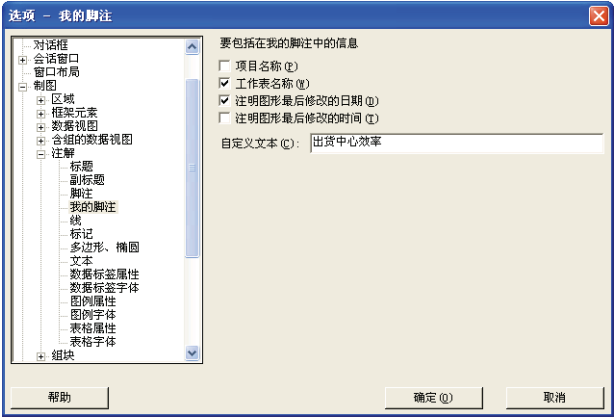 选项 - 我的脚注
对话框
会话窗口
窗口布局
制图
区域
框架元素
数据视图
含组的数据视图
注解
标题
副标题
脚注
我的脚注
线
标记
多边形、椭圆
文本
数据标签属性
数据标签字体
图例属性
图例字体
表格属性
表格字体
组块
要包括在我的脚注中的信息
项目名称(P)
工作表名称(W)
注明图形最后修改的日期(D)
注明图形最后修改的时间(T)
自定义文本(C): 出货中心效率
帮助
确定(O)
取消